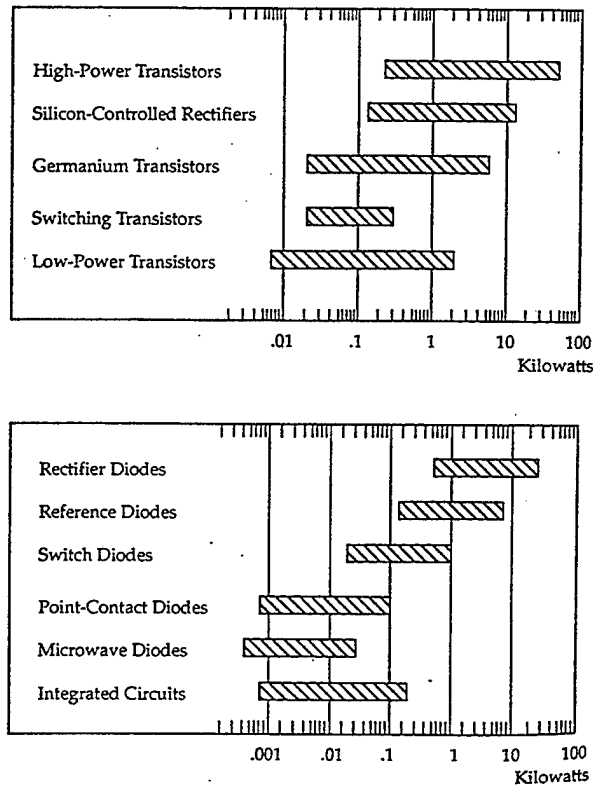 High-Power Transistors
Silicon-Controlled Rectifiers
Germanium Transistors
Switching Transistors
Low-Power Transistors
.01 .1 1 10 100
Kilowatts
Rectifier Diodes
Reference Diodes
Switch Diodes
Point-Contact Diodes
Microwave Diodes
Integrated Circuits
.001 .01 .1 1 10 100
Kilowatts